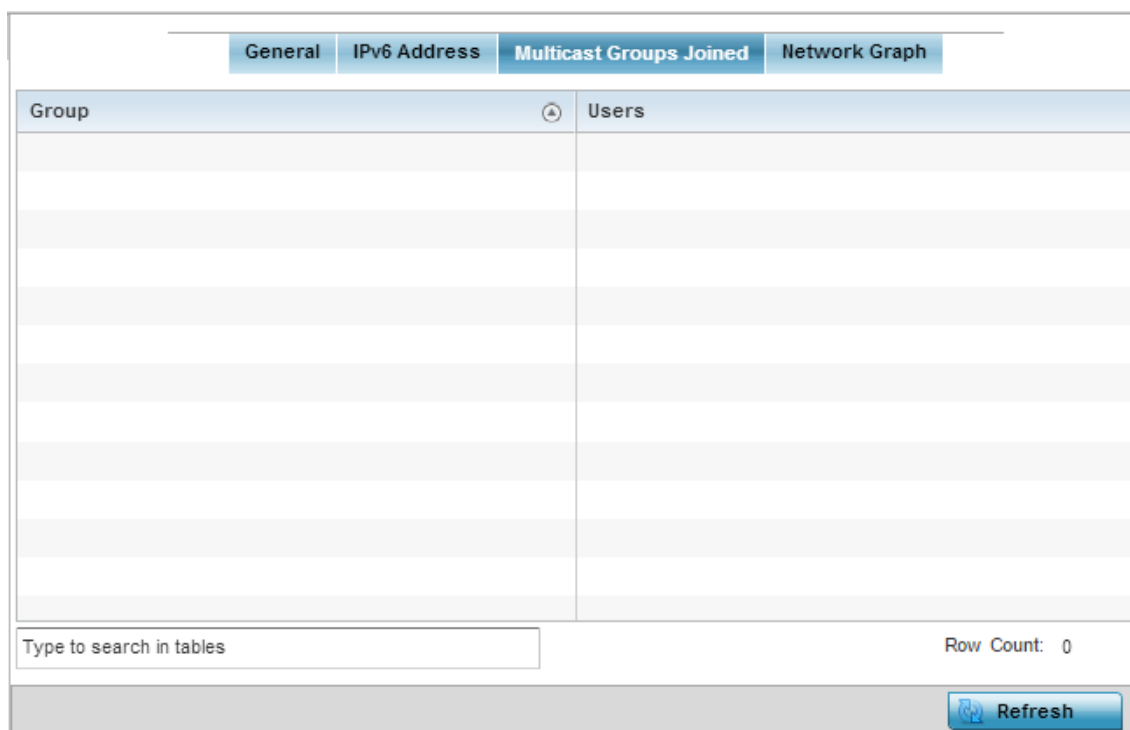 General IPv6 Address Multicast Groups Joined Network Graph
Group Users
Type to search in tables Row Count: 0
Refresh